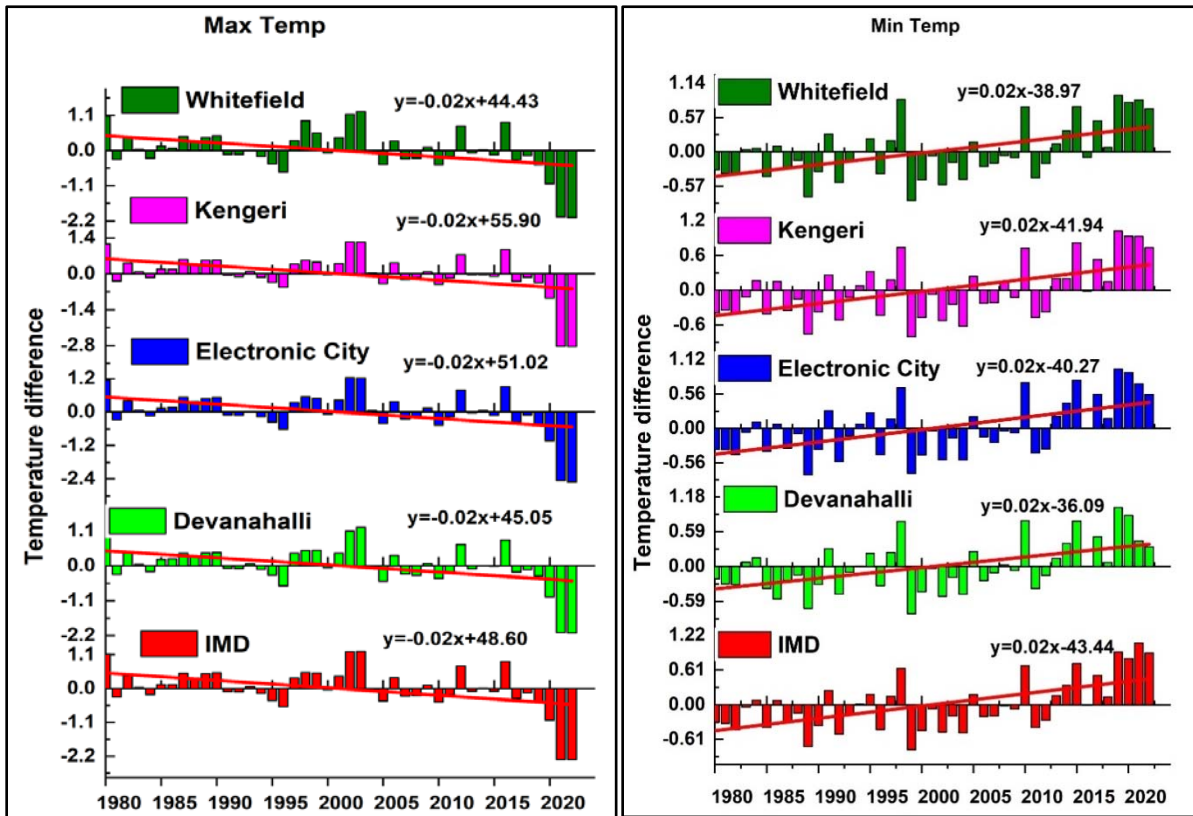 Max Temp
Temperature difference
Whitefield
y=-0.02x+44.43
1.1
0.0
-1.1
-2.2
Kengeri
y=-0.02x+55.90
1.4
0.0
-1.4
-2.8
Electronic City
y=-0.02x+51.02
1.2
0.0
-1.2
-2.4
Devanahalli
y=-0.02x+45.05
1.1
0.0
-1.1
-2.2
IMD
y=-0.02x+48.60
1.1
0.0
-1.1
-2.2
1980 1985 1990 1995 2000 2005 2010 2015 2020
Min Temp
Temperature difference
1.14
Whitefield
y=0.02x-38.97
0.57
0.00
-0.57
1.2
Kengeri
y=0.02x-41.94
0.6
0.0
-0.6
1.12
Electronic City
y=0.02x-40.27
0.56
0.00
-0.56
1.18
Devanahalli
y=0.02x-36.09
0.59
0.00
-0.59
1.22
IMD
y=0.02x-43.44
0.61
0.00
-0.61
1980 1985 1990 1995 2000 2005 2010 2015 2020